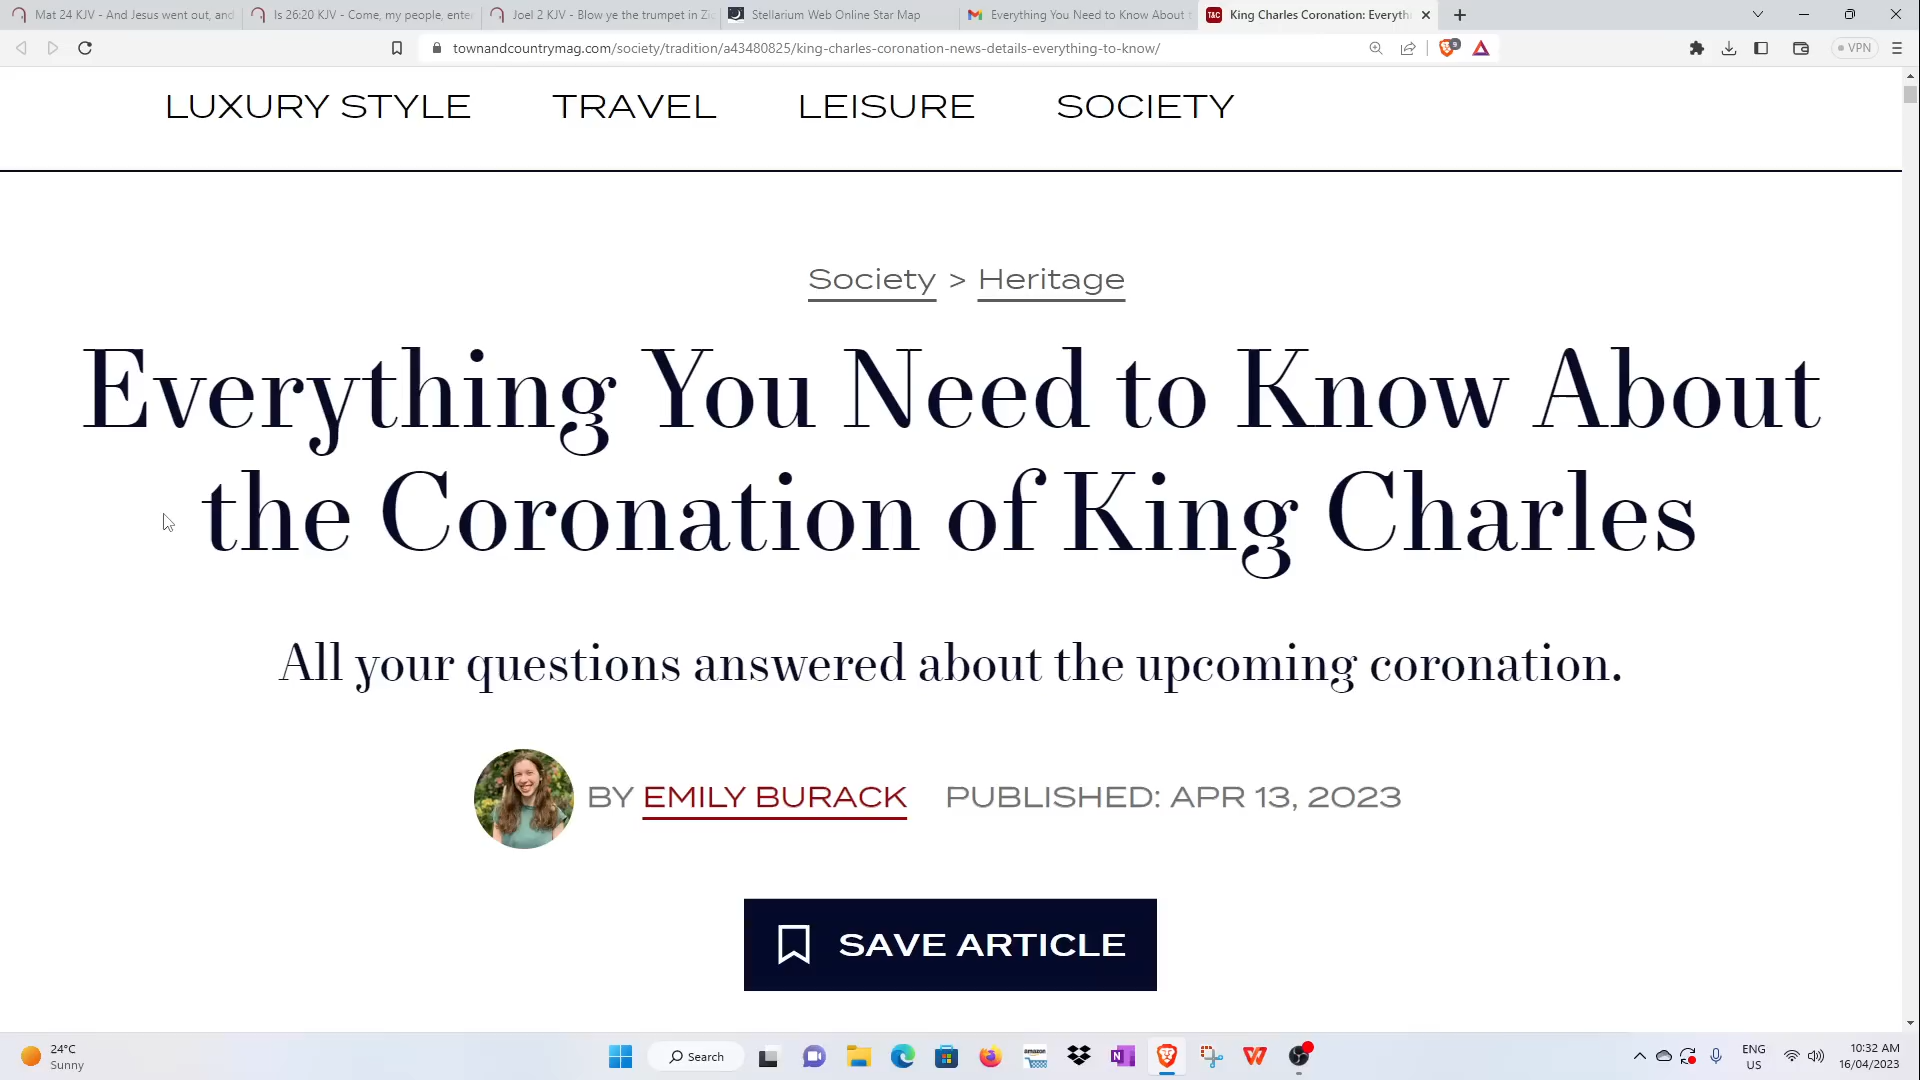 Mat 24 KJV - And Jesus went out, and
Is 26:20 KJV - Come, my people, enter
Joel 2 KJV - Blow ye the trumpet in Zio
Stellarium Web Online Star Map
Everything You Need to Know About t
T&C
King Charles Coronation: Everyth
townandcountrymag.com/society/tradition/a43480825/king-charles-coronation-news-details-everything-to-know/
VPN
LUXURY STYLE
TRAVEL
LEISURE
SOCIETY
Society > Heritage
Everything You Need to Know About
the Coronation of King Charles
All your questions answered about the upcoming coronation.
BY EMILY BURACK
PUBLISHED: APR 13, 2023
SAVE ARTICLE
24°C
Sunny
Search
amazon
ENG
US
10:32 AM
16/04/2023